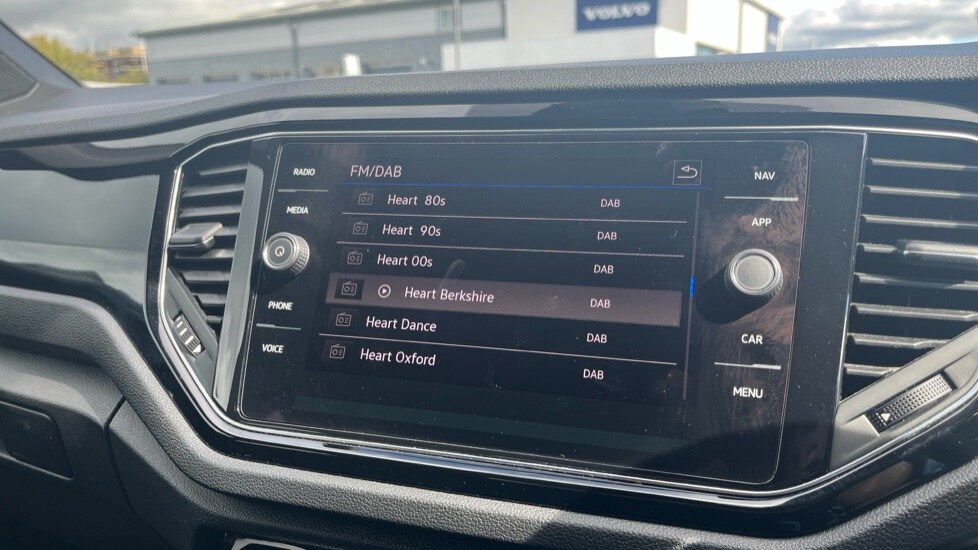 VOLVO
RADIO
MEDIA
PHONE
VOICE
FM/DAB
Heart 80s DAB
Heart 90s DAB
Heart 00s DAB
Heart Berkshire DAB
Heart Dance DAB
Heart Oxford DAB
NAV
APP
CAR
MENU